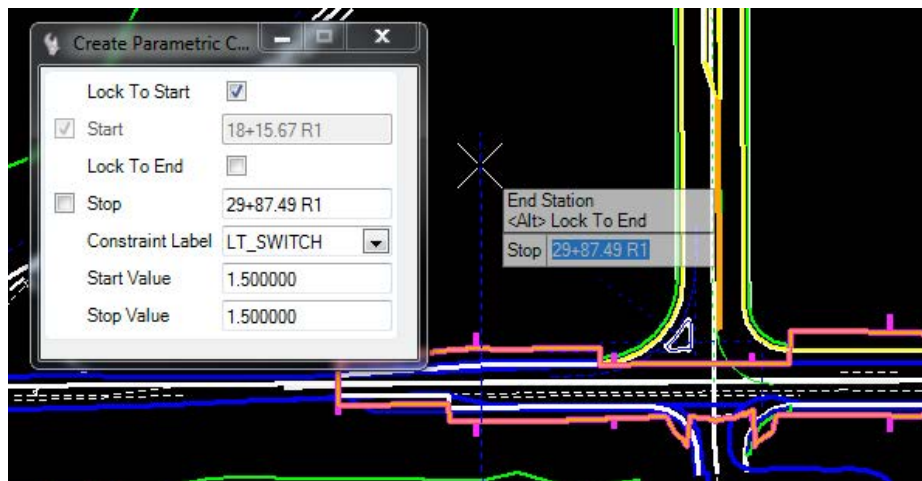 Create Parametric C...
Lock To Start
Start 18+15.67 R1
Lock To End
Stop 29+87.49 R1
Constraint Label LT_SWITCH
Start Value 1.500000
Stop Value 1.500000
End Station
<Alt> Lock To End
Stop 29+87.49 R1